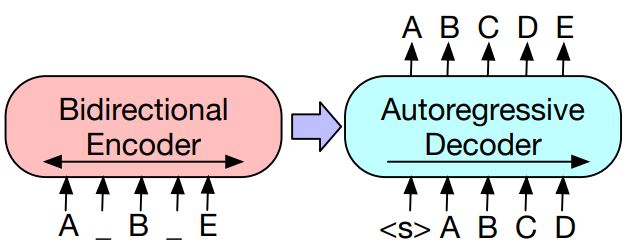 A B C D E
Bidirectional
Encoder
Autoregressive
Decoder
A _ B _ E
<s> A B C D